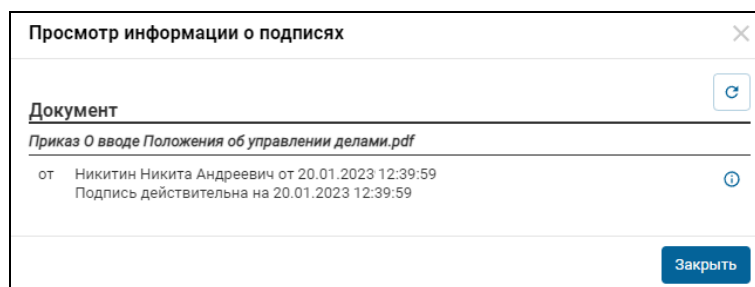 Просмотр информации о подписях
Документ
Приказ О вводе Положения об управлении делами.pdf
от Никитин Никита Андреевич от 20.01.2023 12:39:59
Подпись действительна на 20.01.2023 12:39:59
Закрыть